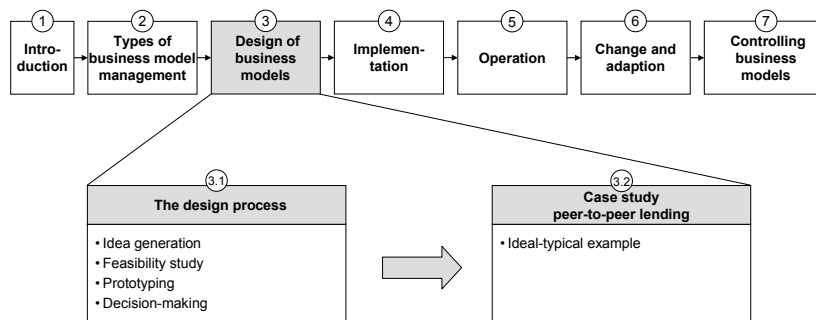 1
Intro-
duction
2
Types of
business model
management
3
Design of
business
models
4
Implemen-
tation
5
Operation
6
Change and
adaption
7
Controlling
business
models
3.1
The design process
• Idea generation
• Feasibility study
• Prototyping
• Decision-making
3.2
Case study
peer-to-peer lending
• Ideal-typical example